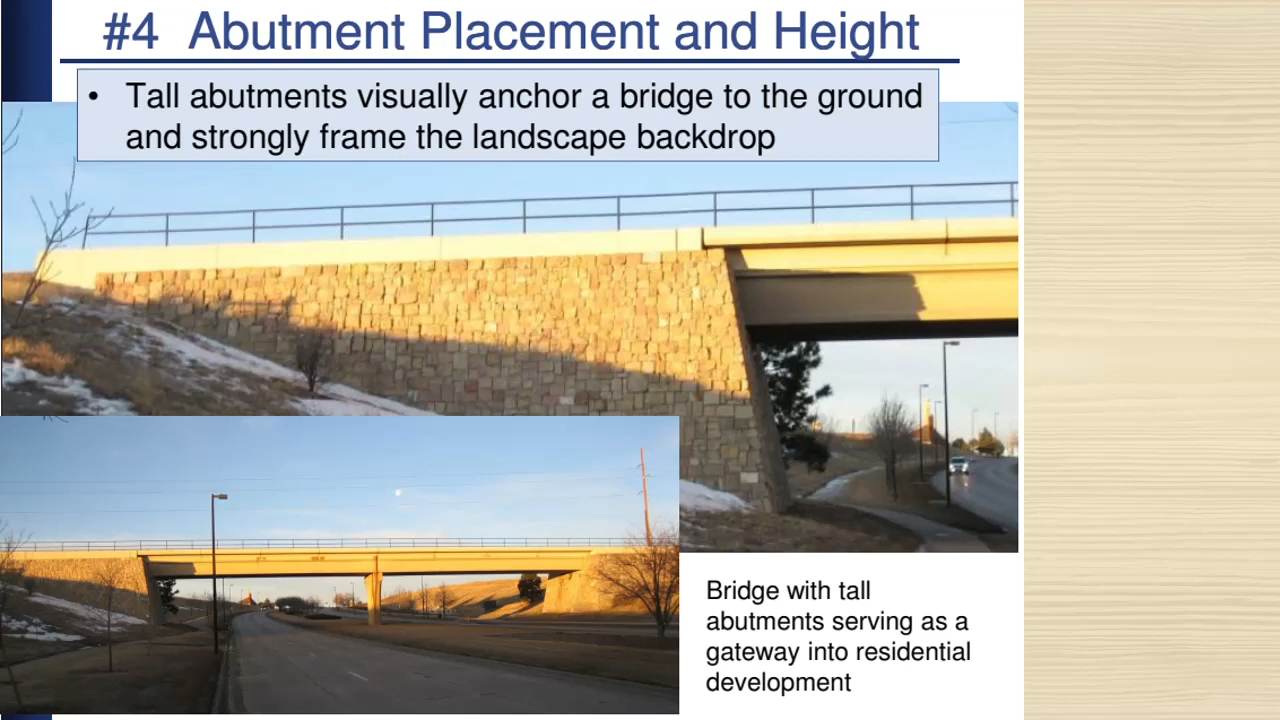 #4 Abutment Placement and Height
• Tall abutments visually anchor a bridge to the ground
and strongly frame the landscape backdrop
Bridge with tall
abutments serving as a
gateway into residential
development